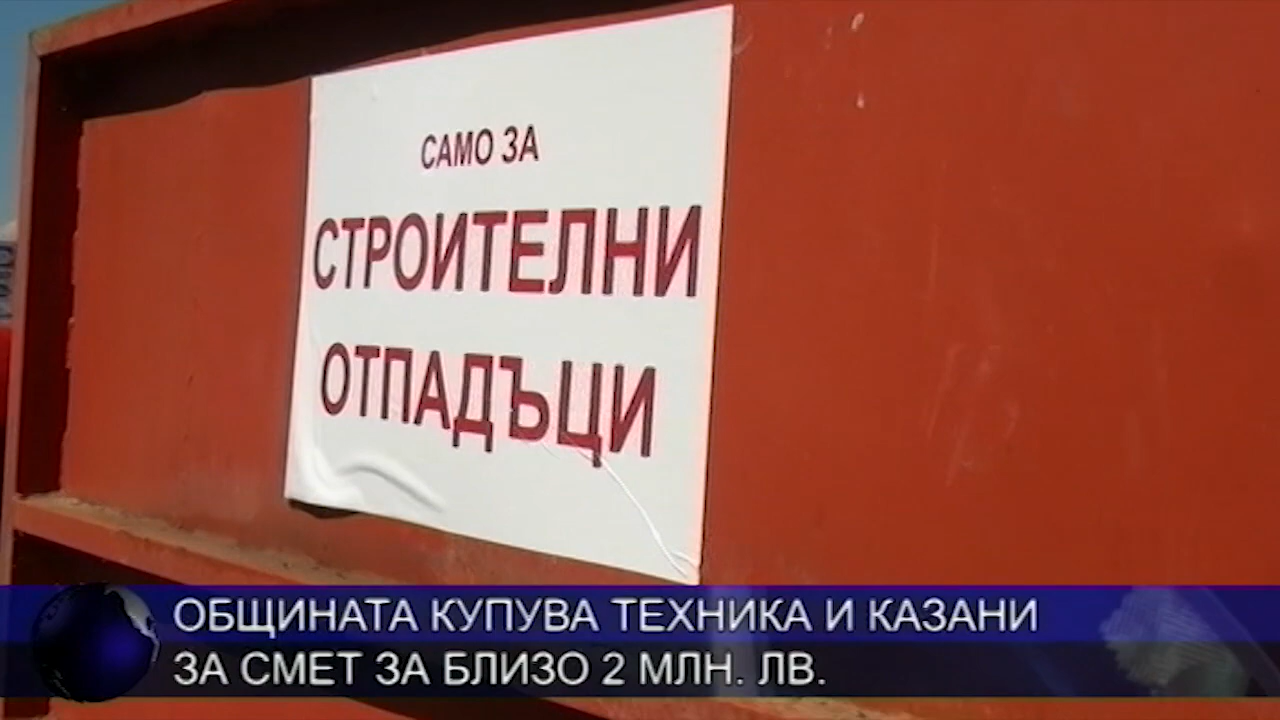 САМО ЗА
СТРОИТЕЛНИ
ОТПАДЪЦИ
ОБЩИНАТА КУПУВА ТЕХНИКА И КАЗАНИ
ЗА СМЕТ ЗА БЛИЗО 2 МЛН. ЛВ.